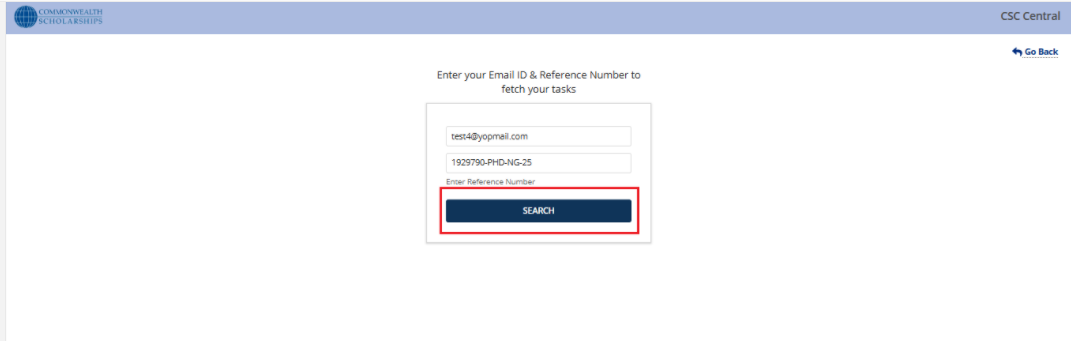 COMMONWEALTH
SCHOLARSHIPS
CSC Central
Go Back
Enter your Email ID & Reference Number to
fetch your tasks
test4@yopmail.com
1929790-PHD-NG-25
Enter Reference Number
SEARCH